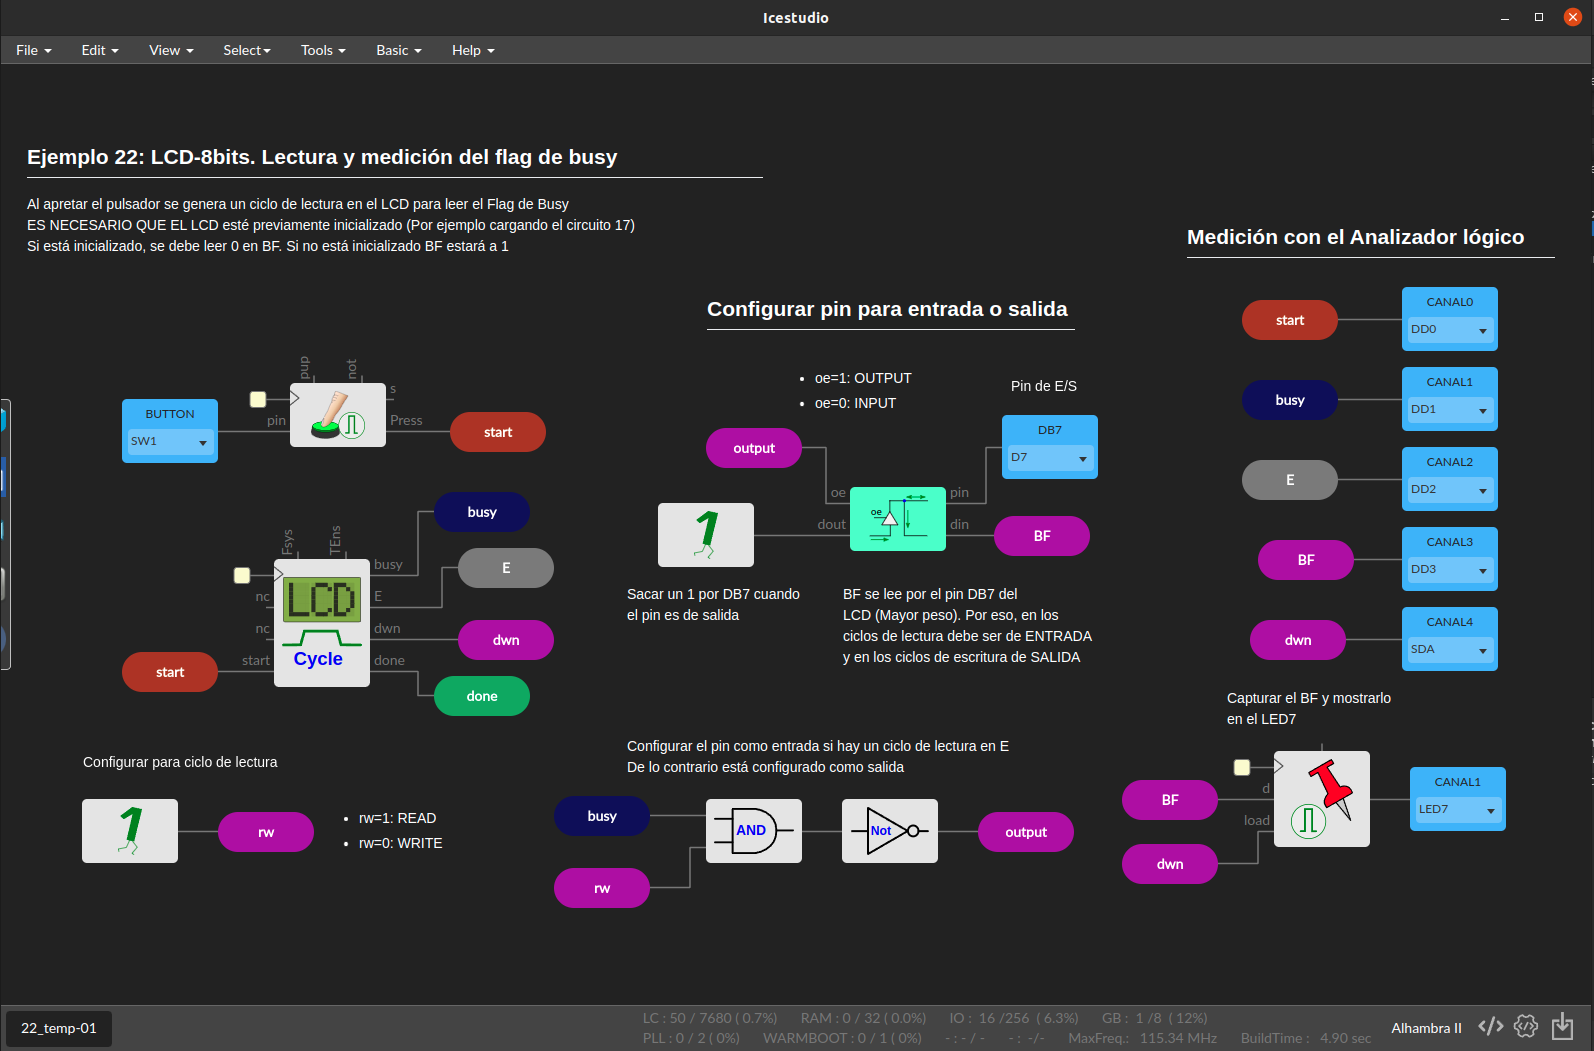 Icestudio
File
Edit
View
Select
Tools
Basic
Help
Ejemplo 22: LCD-8bits. Lectura y medición del flag de busy
Al apretar el pulsador se genera un ciclo de lectura en el LCD para leer el Flag de Busy
ES NECESARIO QUE EL LCD esté previamente inicializado (Por ejemplo cargando el circuito 17)
Si está inicializado, se debe leer 0 en BF. Si no está inicializado BF estará a 1
BUTTON
SW1
pup
not
pin
s
Press
start
Fsys
TEns
nc
nc
start
LCD
Cycle
busy
E
dwn
done
start
busy
E
dwn
done
Configurar para ciclo de lectura
1
rw
rw=1: READ
rw=0: WRITE
Configurar pin para entrada o salida
oe=1: OUTPUT
oe=0: INPUT
Pin de E/S
output
DB7
D7
1
oe
dout
oe
pin
din
BF
Sacar un 1 por DB7 cuando
el pin es de salida
BF se lee por el pin DB7 del
LCD (Mayor peso). Por eso, en los
ciclos de lectura debe ser de ENTRADA
y en los ciclos de escritura de SALIDA
Configurar el pin como entrada si hay un ciclo de lectura en E
De lo contrario está configurado como salida
busy
rw
AND
Not
output
Medición con el Analizador lógico
start
CANAL0
DD0
busy
CANAL1
DD1
E
CANAL2
DD2
BF
CANAL3
DD3
dwn
CANAL4
SDA
Capturar el BF y mostrarlo
en el LED7
BF
dwn
d
load
CANAL1
LED7
22_temp-01
LC : 50 / 7680 ( 0.7%) RAM : 0 / 32 ( 0.0%) IO : 16 /256 ( 6.3%) GB : 1 /8 ( 12%)
PLL : 0 / 2 ( 0%) WARMBOOT : 0 / 1 ( 0%) - : - / - - : -/- MaxFreq.: 115.34 MHz BuildTime : 4.90 sec
Alhambra II